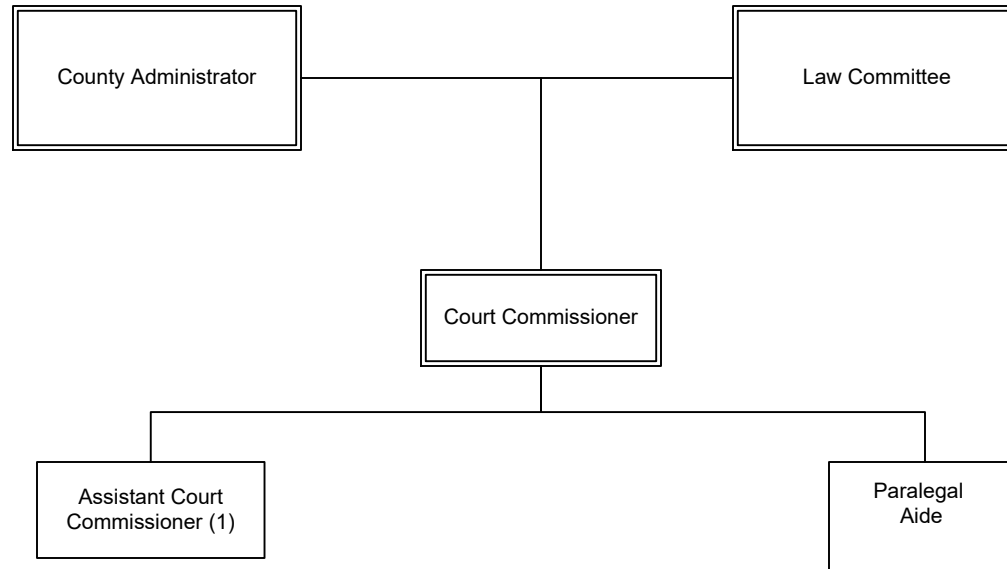 County Administrator
Law Committee
Court Commissioner
Assistant Court
Commissioner (1)
Paralegal
Aide